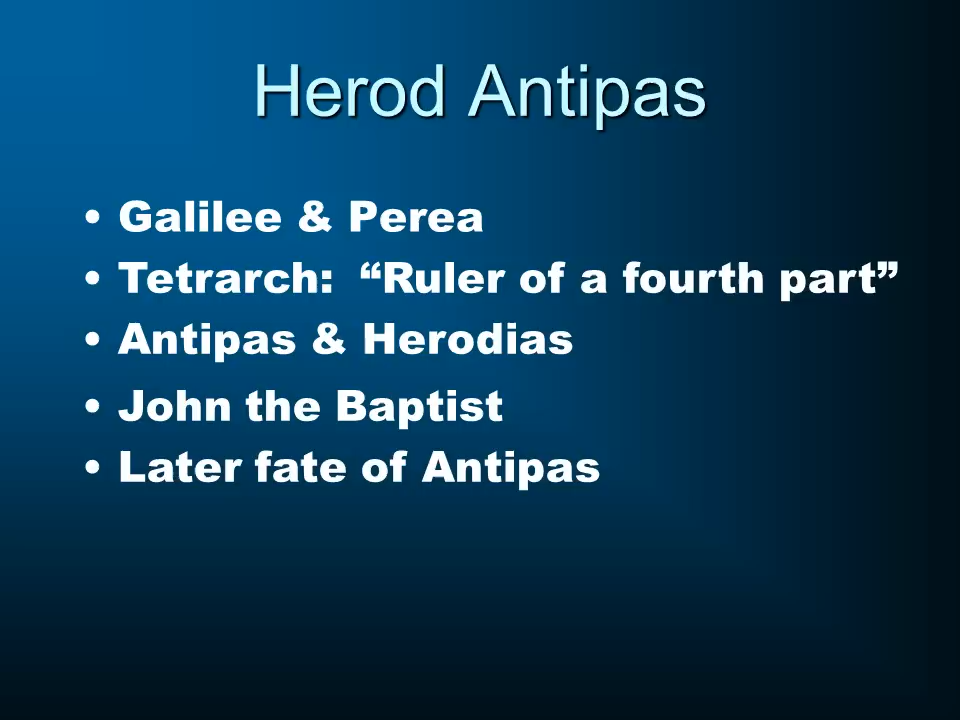 Herod Antipas
• Galilee & Perea
• Tetrarch: “Ruler of a fourth part”
• Antipas & Herodias
• John the Baptist
• Later fate of Antipas